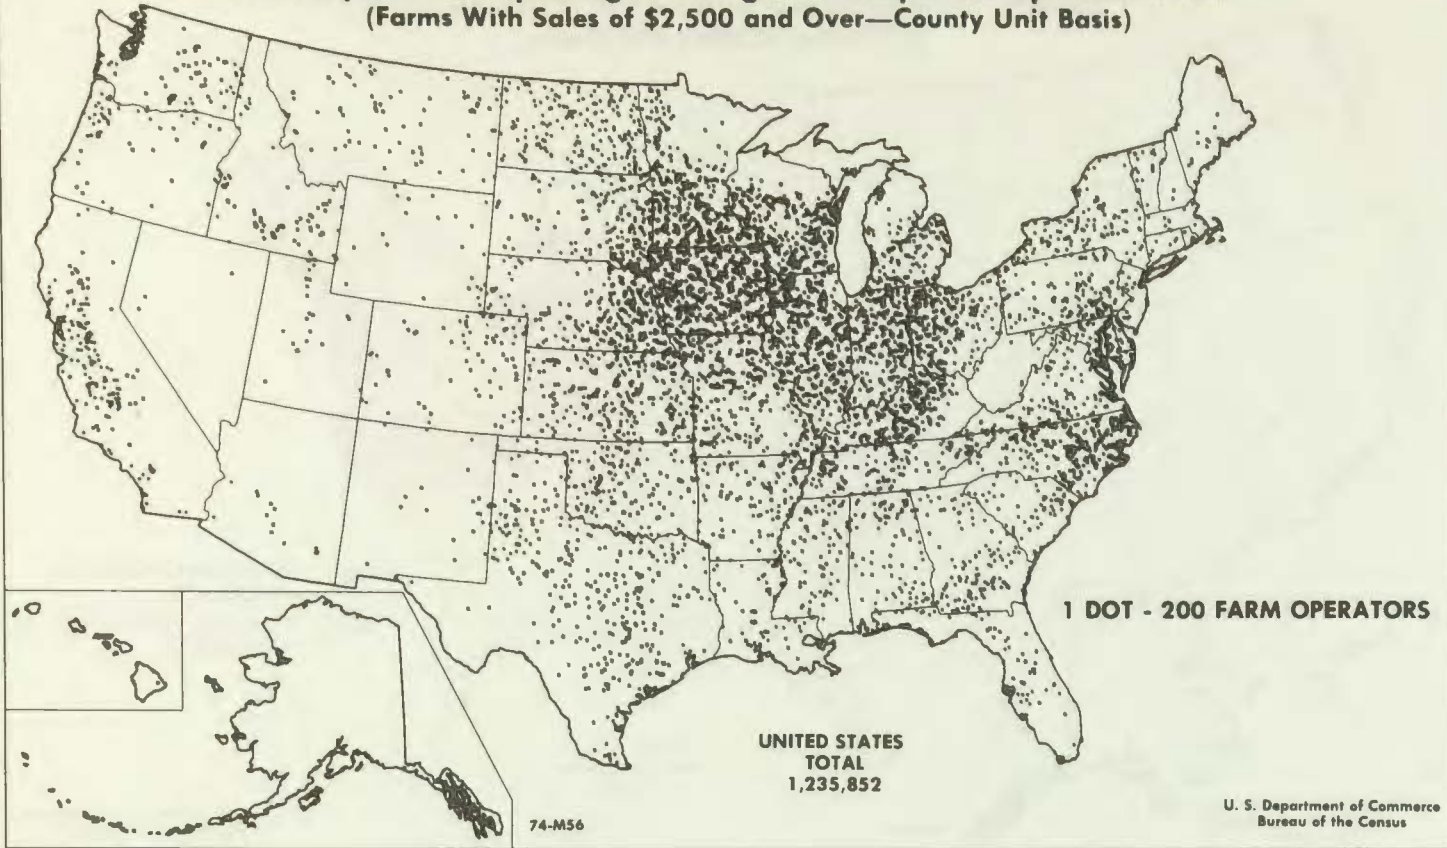 (Farms With Sales of $2,500 and Over—County Unit Basis)
1 DOT - 200 FARM OPERATORS
UNITED STATES
TOTAL
1,235,852
74-M56
U. S. Department of Commerce
Bureau of the Census